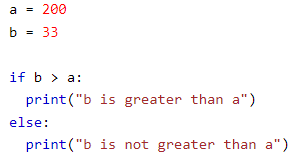 a = 200
b = 33

if b > a:
  print("b is greater than a")
else:
  print("b is not greater than a")